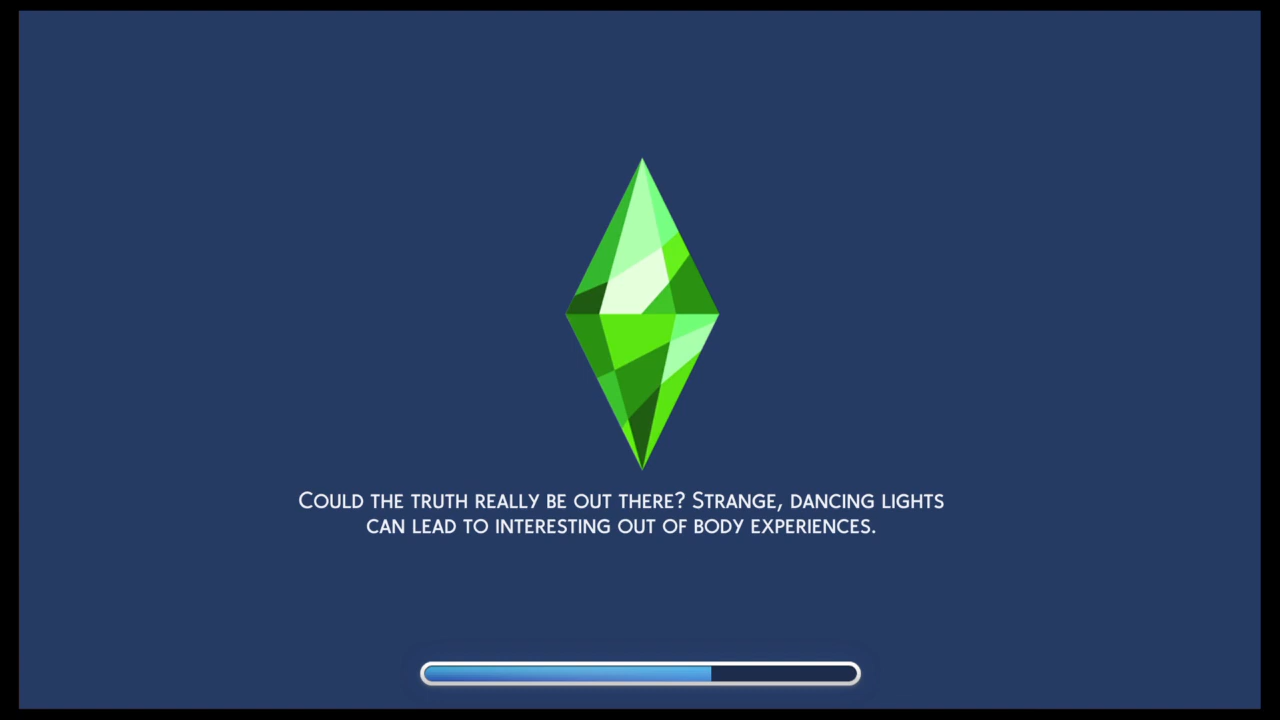 Could the truth really be out there? Strange, dancing lights
can lead to interesting out of body experiences.